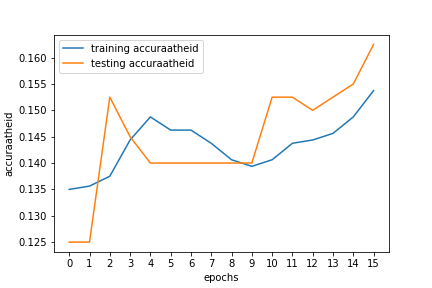 training accuraatheid
testing accuraatheid
0.160
0.155
0.150
0.145
0.140
0.135
0.130
0.125
accuraatheid
0 1 2 3 4 5 6 7 8 9 10 11 12 13 14 15
epochs